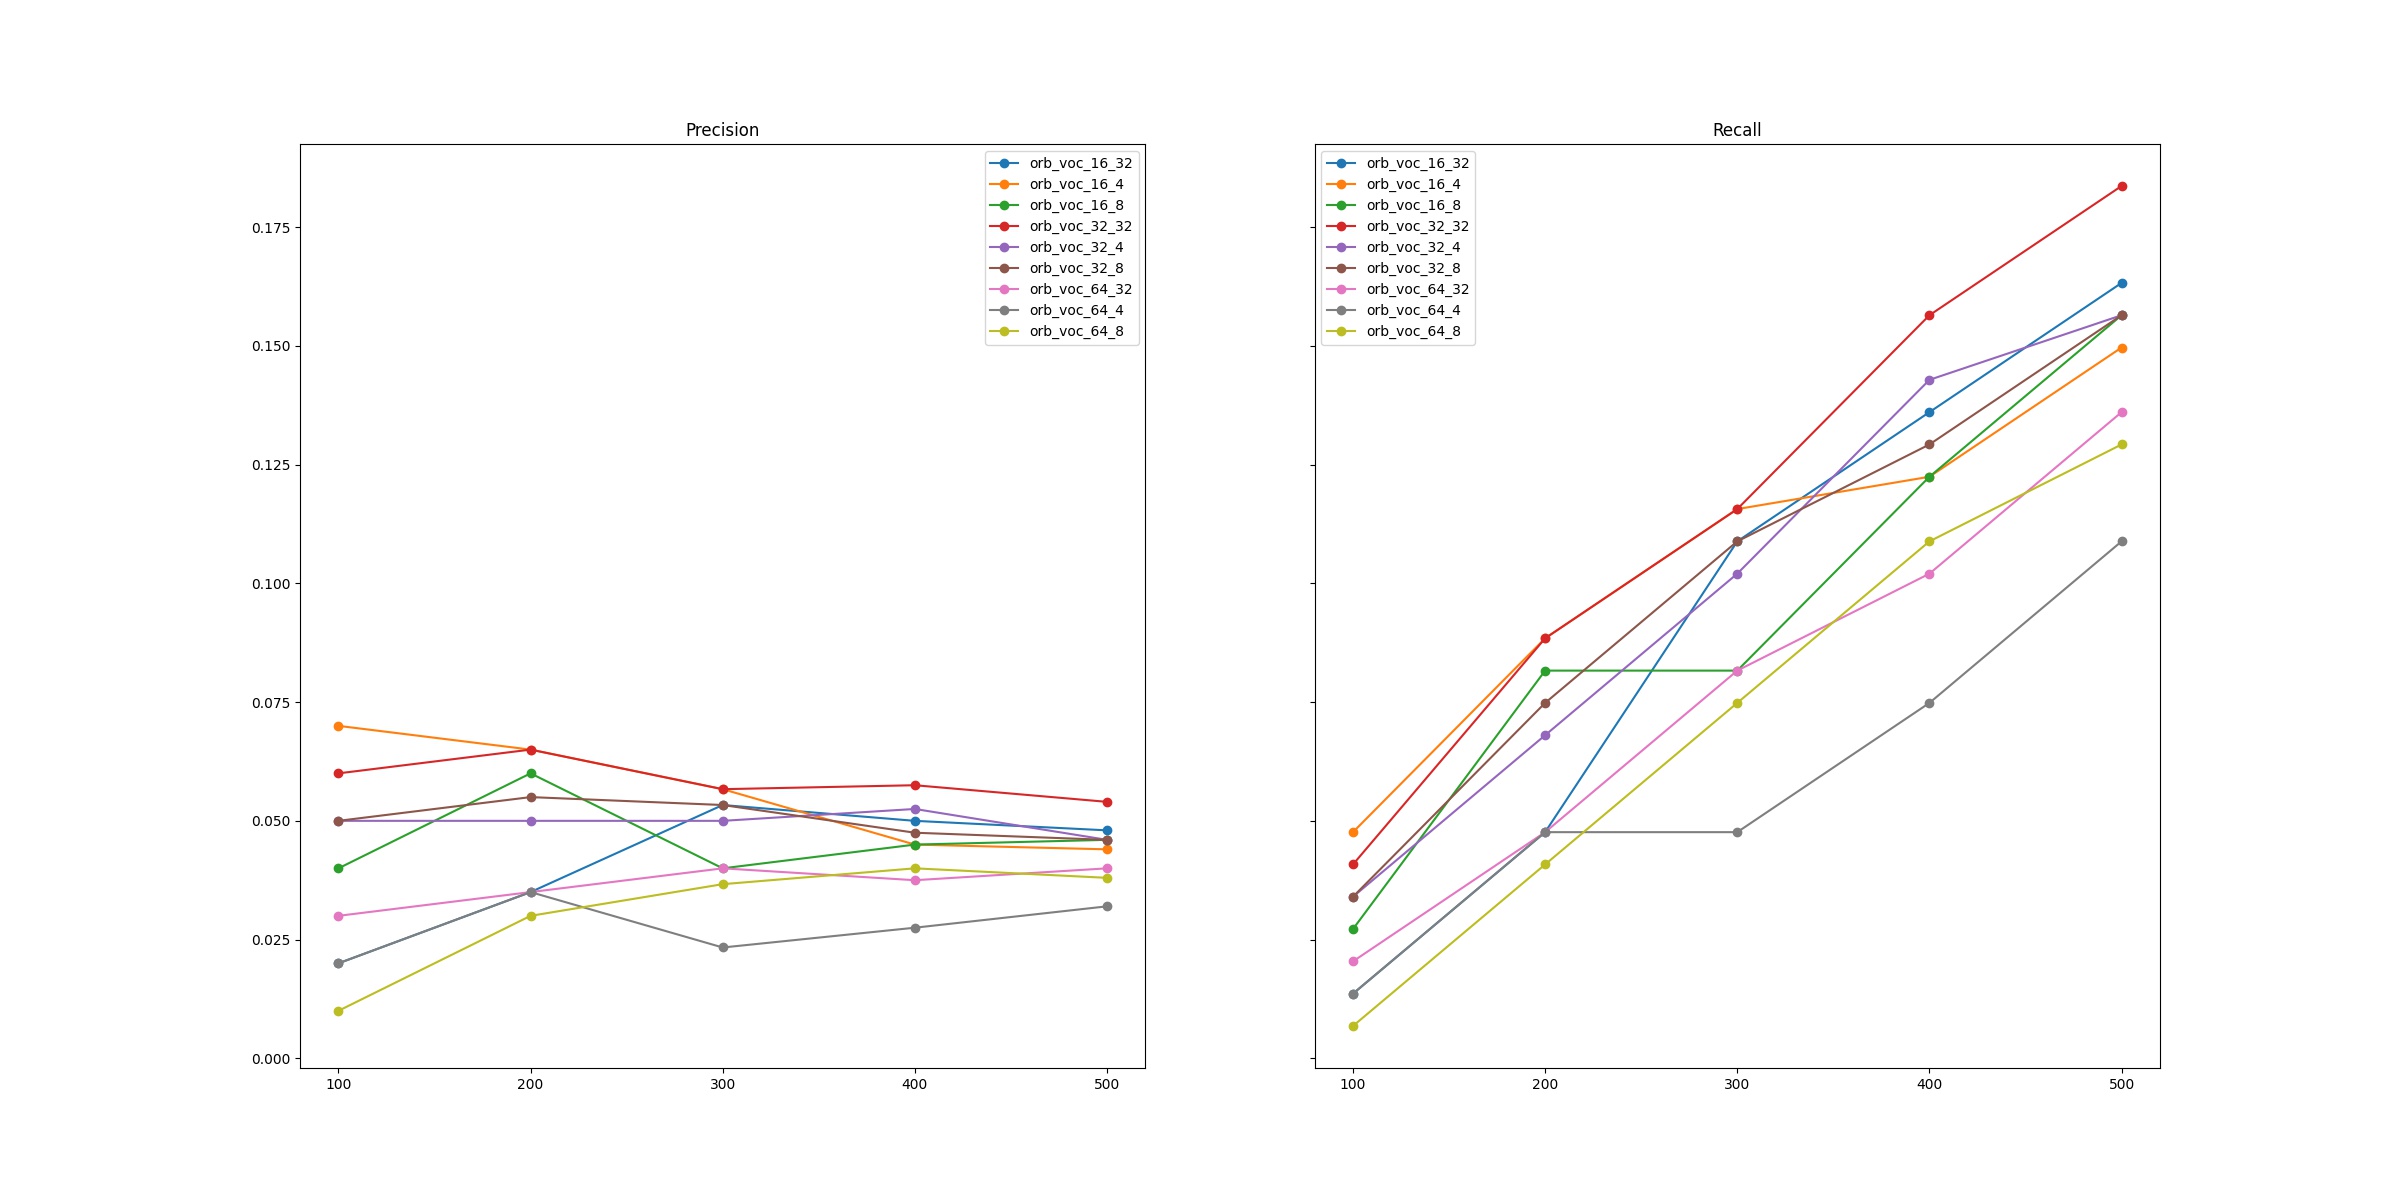 Precision
orb_voc_16_32
orb_voc_16_4
orb_voc_16_8
orb_voc_32_32
orb_voc_32_4
orb_voc_32_8
orb_voc_64_32
orb_voc_64_4
orb_voc_64_8
0.175
0.150
0.125
0.100
0.075
0.050
0.025
0.000
100 200 300 400 500
Recall
orb_voc_16_32
orb_voc_16_4
orb_voc_16_8
orb_voc_32_32
orb_voc_32_4
orb_voc_32_8
orb_voc_64_32
orb_voc_64_4
orb_voc_64_8
100 200 300 400 500